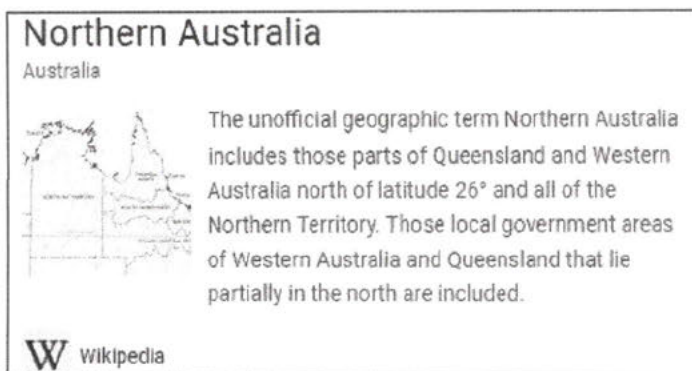 Northern Australia
Australia
The unofficial geographic term Northern Australia
includes those parts of Queensland and Western
Australia north of latitude 26° and all of the
Northern Territory. Those local government areas
of Western Australia and Queensland that lie
partially in the north are included.
W Wikipedia